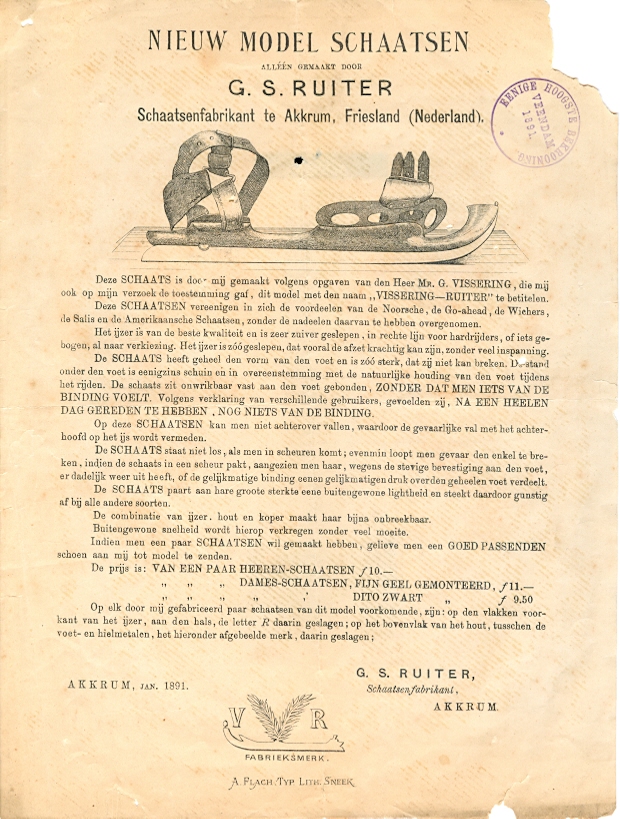 NIEUW MODEL SCHAATSEN
ALLÉÉN GEMAAKT DOOR
G. S. RUITER
Schaatsenfabrikant te Akkrum, Friesland (Nederland).
EENIGE HOOGSTE BEKROONING
VEENDAM
1891.
Deze SCHAATS is door mij gemaakt volgens opgaven van den Heer MR. G. VISSERING, die mij
ook op mijn verzoek de toestemming gaf, dit model met den naam „VISSERING—RUITER" te betitelen.
Deze SCHAATSEN vereenigen in zich de voordeelen van de Noorsche, de Go-ahead, de Wichers,
de Salis en de Amerikaansche Schaatsen, zonder de nadeelen daarvan te hebben overgenomen.
Het ijzer is van de beste kwaliteit en is zeer zuiver geslepen, in rechte lijn voor hardrijders, of iets ge-
bogen, al naar verkiezing. Het ijzer is zóó geslepen, dat vooral de afzet krachtig kan zijn, zonder veel inspanning.
De SCHAATS heeft geheel den vorm van den voet en is zóó sterk, dat zij niet kan breken. De stand
onder den voet is eenigzins schuin en in overeenstemming met de natuurlijke houding van den voet tijdens
het rijden. De schaats zit onwrikbaar vast aan den voet gebonden, ZONDER DAT MEN IETS VAN DE
BINDING VOELT. Volgens verklaring van verschillende gebruikers, gevoelden zij, NA EEN HEELEN
DAG GEREDEN TE HEBBEN, NOG NIETS VAN DE BINDING.
Op deze SCHAATSEN kan men niet achterover vallen, waardoor de gevaarlijke val met het achter-
hoofd op het ijs wordt vermeden.
De SCHAATS staat niet los, als men in scheuren komt; evenmin loopt men gevaar den enkel te bre-
ken, indien de schaats in een scheur pakt, aangezien men haar, wegens de stevige bevestiging aan den voet,
er dadelijk weer uit heeft, of de gelijkmatige binding eenen gelijkmatigen druk over den geheelen voet verdeelt.
De SCHAATS paart aan hare groote sterkte eene buitengewone lightheid en steekt daardoor gunstig
af bij alle andere soorten.
De combinatie van ijzer. hout en koper maakt haar bijna onbreekbaar.
Buitengewone snelheid wordt hierop verkregen zonder veel moeite.
Indien men een paar SCHAATSEN wil gemaakt hebben, gelieve men een GOED PASSENDEN
schoen aan mij tot model te zenden.
De prijs is: VAN EEN PAAR HEEREN-SCHAATSEN ƒ 10.—
„ „ „ DAMES-SCHAATSEN, FIJN GEEL GEMONTEERD, ƒ 11.—
„ „ „ „ „ DITO ZWART „ ƒ 9.50
Op elk door mij gefabriceerd paar schaatsen van dit model voorkomende, zijn: op den vlakken voor-
kant van het ijzer, aan den hals, de letter R daarin geslagen; op het bovenvlak van het hout, tusschen de
voet- en hielmetalen, het hieronder afgebeelde merk, daarin geslagen;
G. S. RUITER,
Schaatsenfabrikant,
AKKRUM.
AKKRUM, JAN. 1891.
V R
FABRIEKSMERK.
A. FLACH TYP. LITH. SNEEK